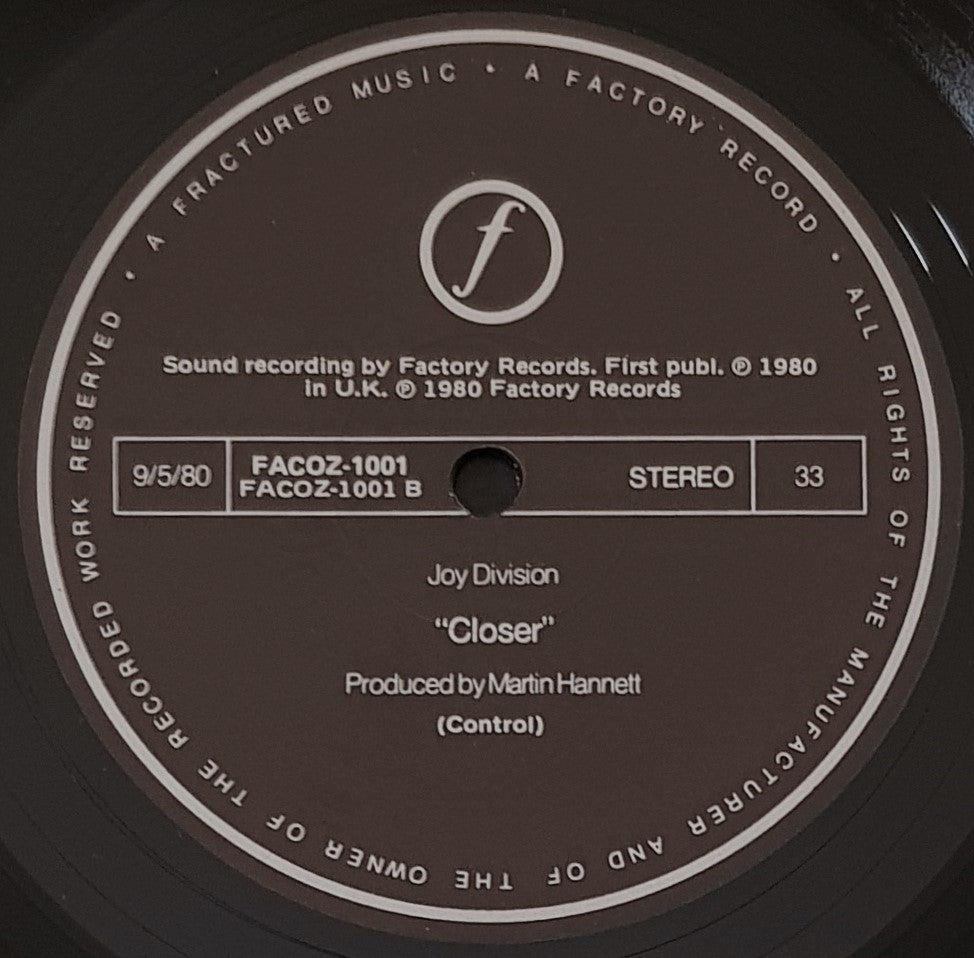 A FRACTURED MUSIC · A FACTORY RECORD · ALL RIGHTS OF THE MANUFACTURER AND OF THE OWNER OF THE RECORDED WORK RESERVED ·
f
Sound recording by Factory Records. First publ. ℗ 1980
in U.K. ℗ 1980 Factory Records
9/5/80 FACOZ-1001 STEREO 33
FACOZ-1001 B
Joy Division
“Closer”
Produced by Martin Hannett
(Control)